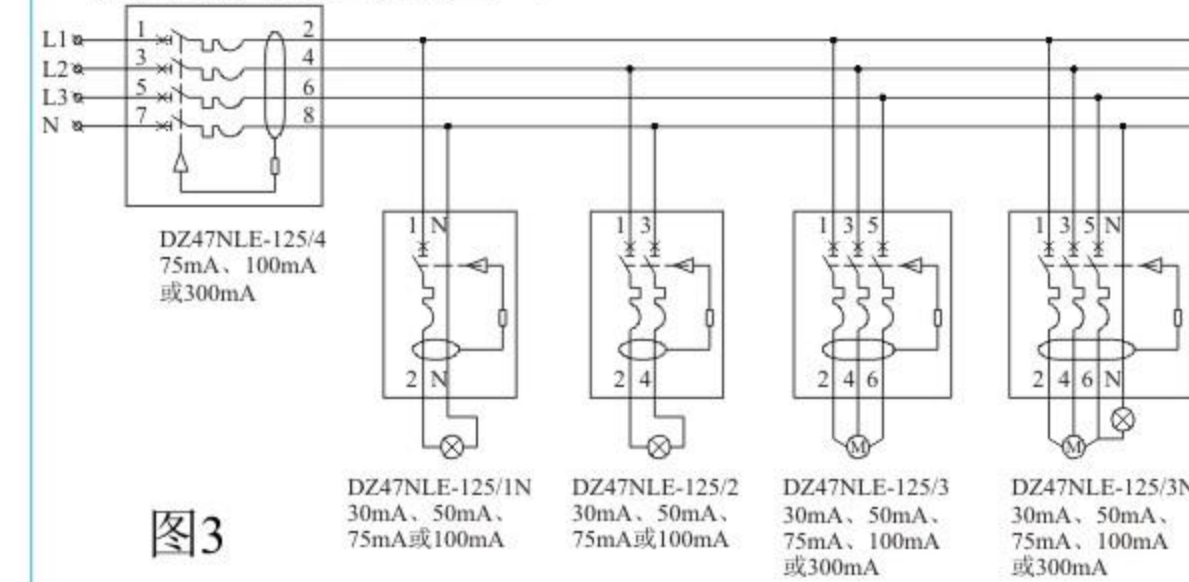 L1
L2
L3
N
1 2
3 4
5 6
7 8
DZ47NLE-125/4
75mA、100mA
或300mA
1 N
2 N
DZ47NLE-125/1N
30mA、50mA、
75mA或100mA
1 3
2 4
DZ47NLE-125/2
30mA、50mA、
75mA或100mA
1 3 5
2 4 6
M
DZ47NLE-125/3
30mA、50mA、
75mA、100mA
或300mA
1 3 5 N
2 4 6 N
M
DZ47NLE-125/3N
30mA、50mA、
75mA、100mA
或300mA
图3